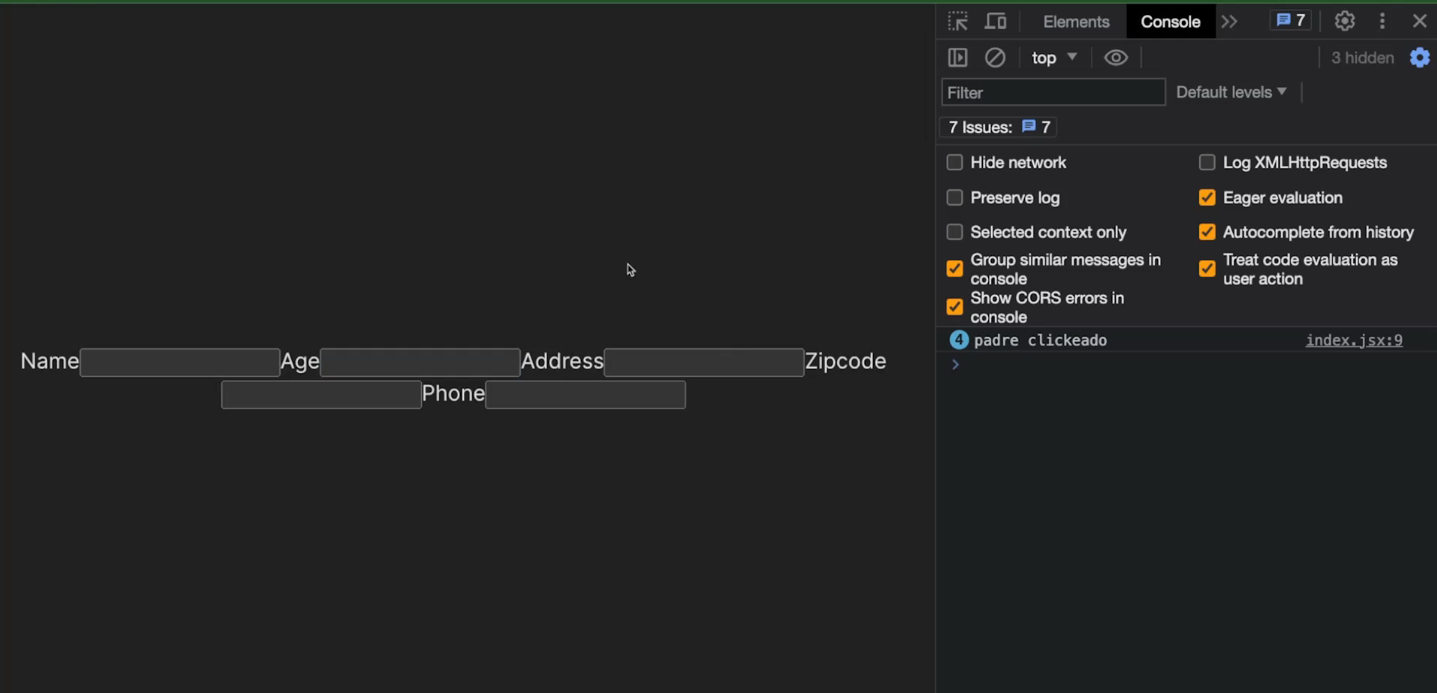 Elements Console 7
top 3 hidden
Filter Default levels
7 Issues: 7
Hide network Log XMLHttpRequests
Preserve log Eager evaluation
Selected context only Autocomplete from history
Group similar messages in console Treat code evaluation as user action
Show CORS errors in console
4 padre clickeado index.jsx:9
Name Age Address Zipcode
Phone